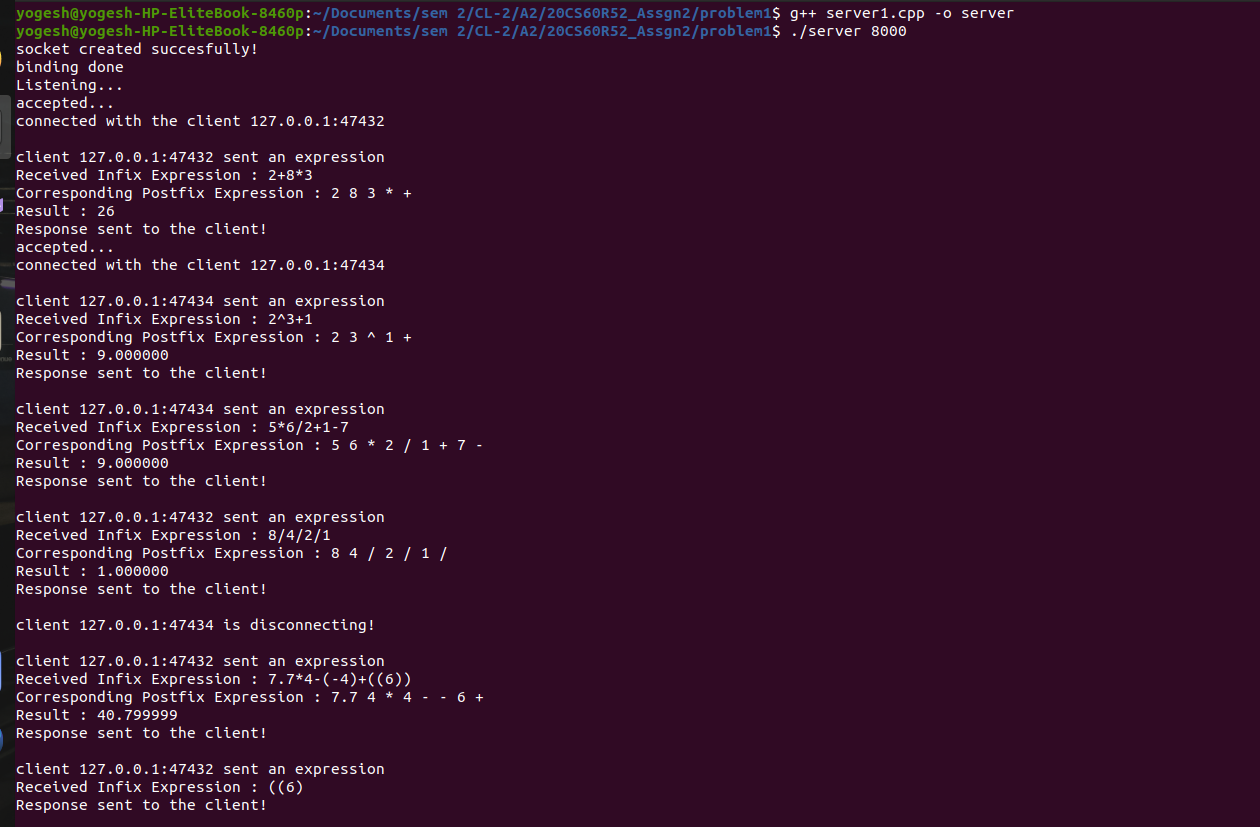 yogesh@yogesh-HP-EliteBook-8460p:~/Documents/sem 2/CL-2/A2/20CS60R52_Assgn2/problem1$ g++ server1.cpp -o server
yogesh@yogesh-HP-EliteBook-8460p:~/Documents/sem 2/CL-2/A2/20CS60R52_Assgn2/problem1$ ./server 8000
socket created succesfully!
binding done
Listening...
accepted...
connected with the client 127.0.0.1:47432
client 127.0.0.1:47432 sent an expression
Received Infix Expression : 2+8*3
Corresponding Postfix Expression : 2 8 3 * +
Result : 26
Response sent to the client!
accepted...
connected with the client 127.0.0.1:47434
client 127.0.0.1:47434 sent an expression
Received Infix Expression : 2^3+1
Corresponding Postfix Expression : 2 3 ^ 1 +
Result : 9.000000
Response sent to the client!
client 127.0.0.1:47434 sent an expression
Received Infix Expression : 5*6/2+1-7
Corresponding Postfix Expression : 5 6 * 2 / 1 + 7 -
Result : 9.000000
Response sent to the client!
client 127.0.0.1:47432 sent an expression
Received Infix Expression : 8/4/2/1
Corresponding Postfix Expression : 8 4 / 2 / 1 /
Result : 1.000000
Response sent to the client!
client 127.0.0.1:47434 is disconnecting!
client 127.0.0.1:47432 sent an expression
Received Infix Expression : 7.7*4-(-4)+((6))
Corresponding Postfix Expression : 7.7 4 * 4 - - 6 +
Result : 40.799999
Response sent to the client!
client 127.0.0.1:47432 sent an expression
Received Infix Expression : ((6)
Response sent to the client!